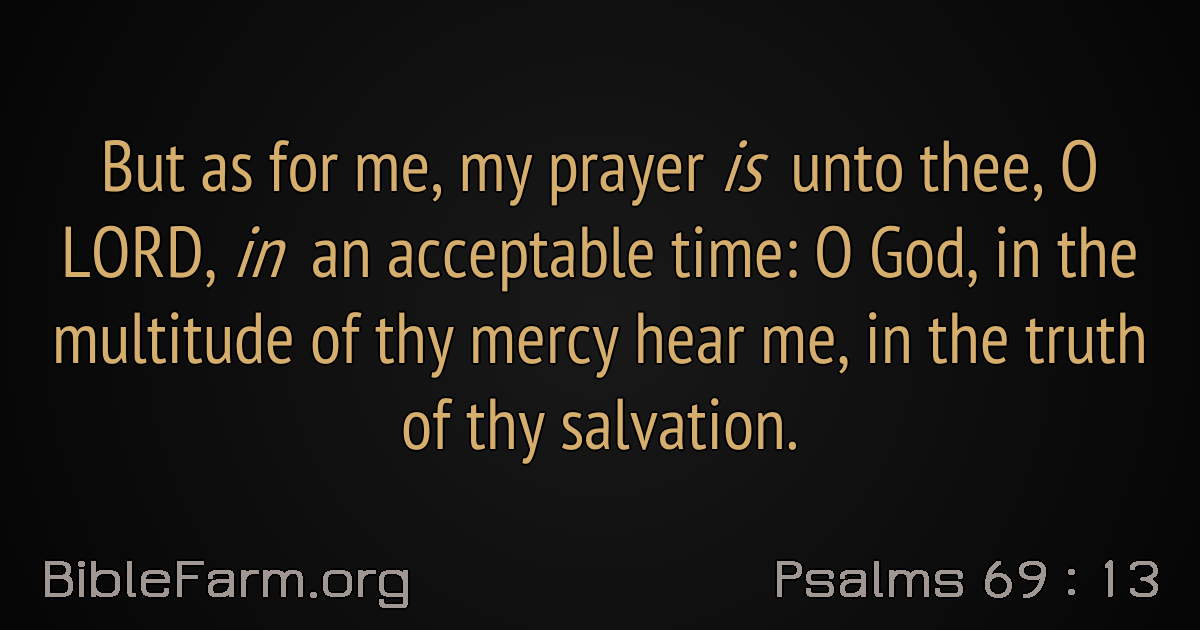 But as for me, my prayer is unto thee, O
LORD, in an acceptable time: O God, in the
multitude of thy mercy hear me, in the truth
of thy salvation.
BibleFarm.org
Psalms 69 : 13